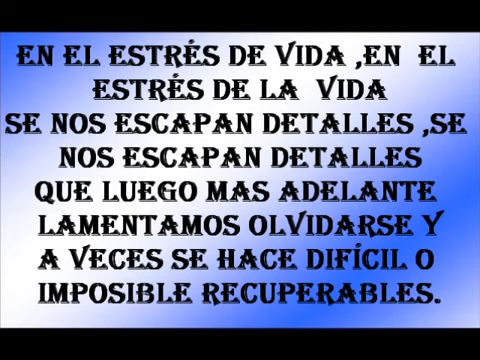 EN EL ESTRÉS DE VIDA ,EN EL
ESTRÉS DE LA VIDA
SE NOS ESCAPAN DETALLES ,SE
NOS ESCAPAN DETALLES
QUE LUEGO MAS ADELANTE
LAMENTAMOS OLVIDARSE Y
A VECES SE HACE DIFÍCIL O
IMPOSIBLE RECUPERABLES.